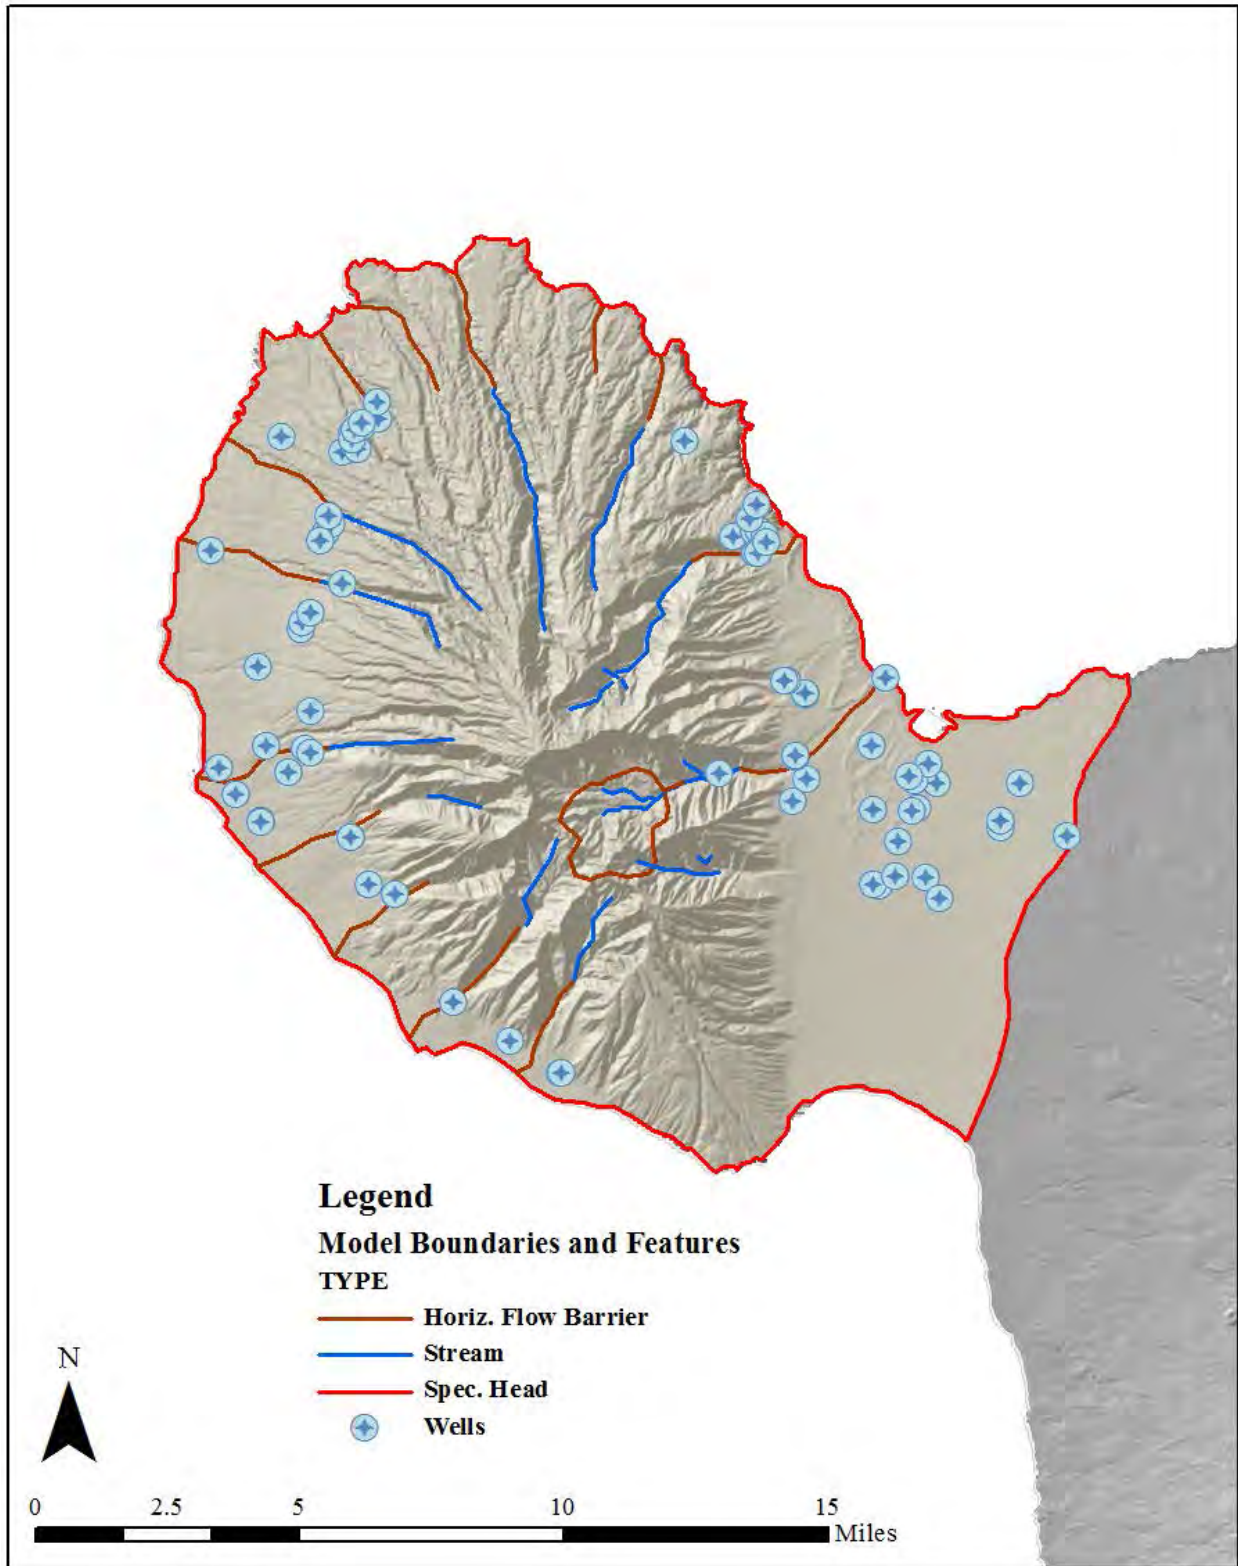 Legend
Model Boundaries and Features
TYPE
Horiz. Flow Barrier
Stream
Spec. Head
Wells
N
0 2.5 5 10 15
Miles